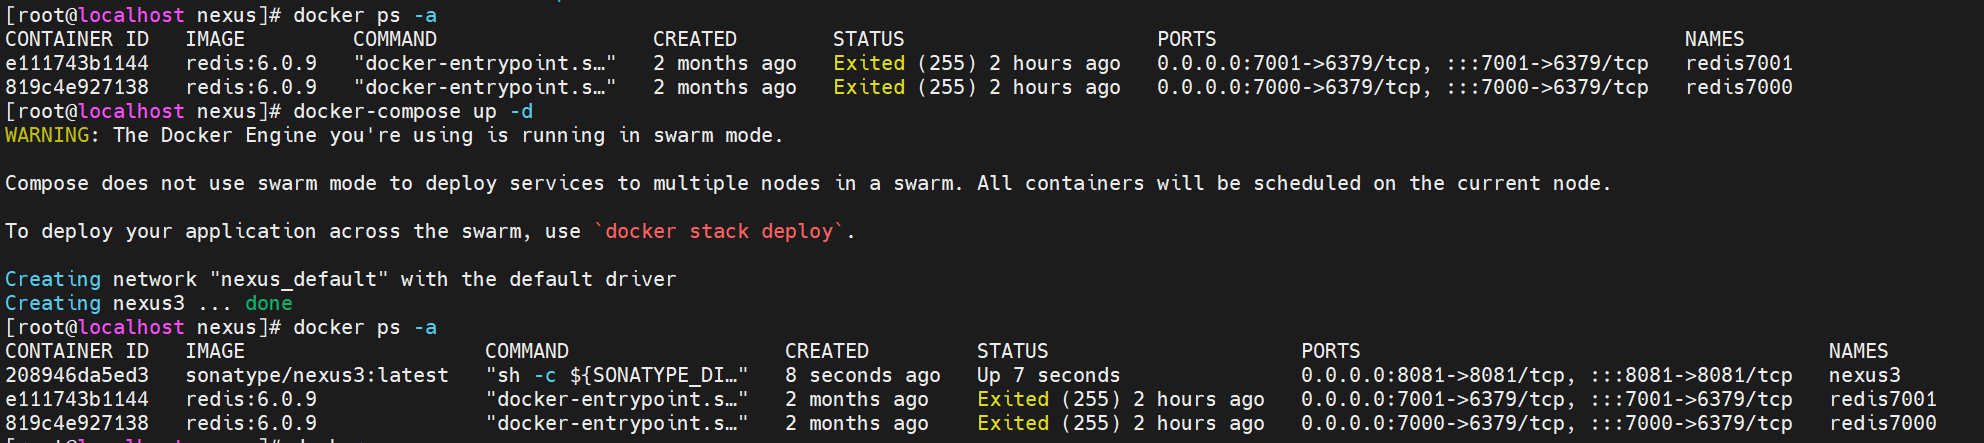 [root@localhost nexus]# docker ps -a
CONTAINER ID   IMAGE         COMMAND                  CREATED        STATUS                     PORTS                                       NAMES
e111743b1144   redis:6.0.9   "docker-entrypoint.s…"   2 months ago   Exited (255) 2 hours ago   0.0.0.0:7001->6379/tcp, :::7001->6379/tcp   redis7001
819c4e927138   redis:6.0.9   "docker-entrypoint.s…"   2 months ago   Exited (255) 2 hours ago   0.0.0.0:7000->6379/tcp, :::7000->6379/tcp   redis7000
[root@localhost nexus]# docker-compose up -d
WARNING: The Docker Engine you're using is running in swarm mode.
Compose does not use swarm mode to deploy services to multiple nodes in a swarm. All containers will be scheduled on the current node.
To deploy your application across the swarm, use `docker stack deploy`.
Creating network "nexus_default" with the default driver
Creating nexus3 ... done
[root@localhost nexus]# docker ps -a
CONTAINER ID   IMAGE                    COMMAND                  CREATED         STATUS                     PORTS                                       NAMES
208946da5ed3   sonatype/nexus3:latest   "sh -c ${SONATYPE_DI…"   8 seconds ago   Up 7 seconds               0.0.0.0:8081->8081/tcp, :::8081->8081/tcp   nexus3
e111743b1144   redis:6.0.9              "docker-entrypoint.s…"   2 months ago    Exited (255) 2 hours ago   0.0.0.0:7001->6379/tcp, :::7001->6379/tcp   redis7001
819c4e927138   redis:6.0.9              "docker-entrypoint.s…"   2 months ago    Exited (255) 2 hours ago   0.0.0.0:7000->6379/tcp, :::7000->6379/tcp   redis7000